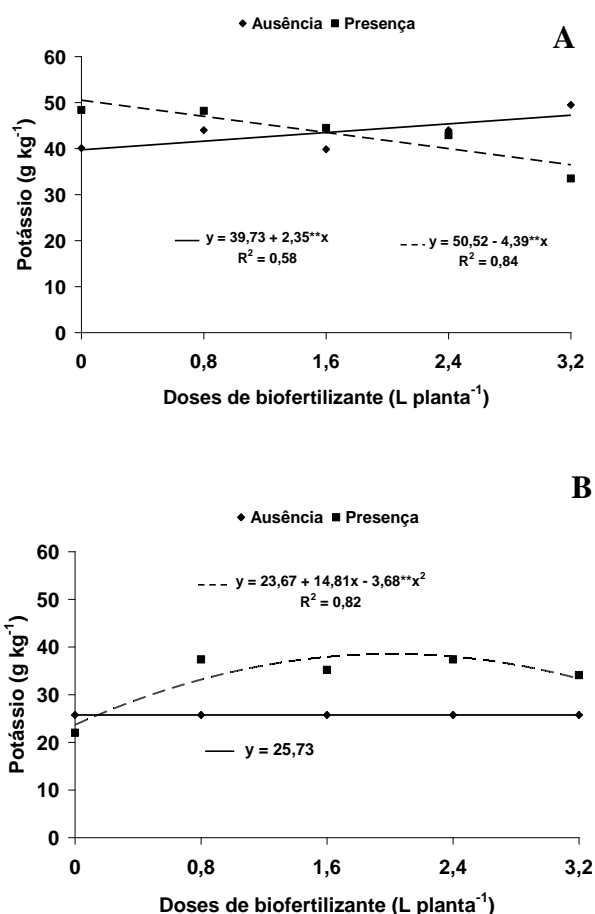 ◆ Ausência ■ Presença
A
Potássio (g kg⁻¹)
60
50
40
30
20
10
0
y = 39,73 + 2,35**x
R² = 0,58
y = 50,52 - 4,39**x
R² = 0,84
0 0,8 1,6 2,4 3,2
Doses de biofertilizante (L planta⁻¹)
B
◆ Ausência ■ Presença
Potássio (g kg⁻¹)
60
50
40
30
20
10
0
y = 23,67 + 14,81x - 3,68**x²
R² = 0,82
y = 25,73
0 0,8 1,6 2,4 3,2
Doses de biofertilizante (L planta⁻¹)